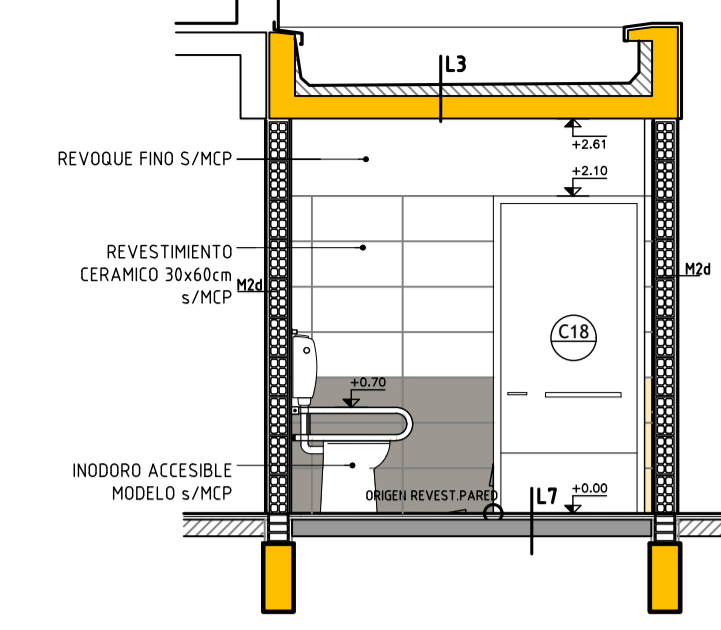 L3
+2.61
REVOQUE FINO S/MCP
+2.10
REVESTIMIENTO
CERAMICO 30x60cm
s/MCP
M2d
M2d
C18
+0.70
INODORO ACCESIBLE
MODELO s/MCP
ORIGEN REVEST.PARED
L7
+0.00